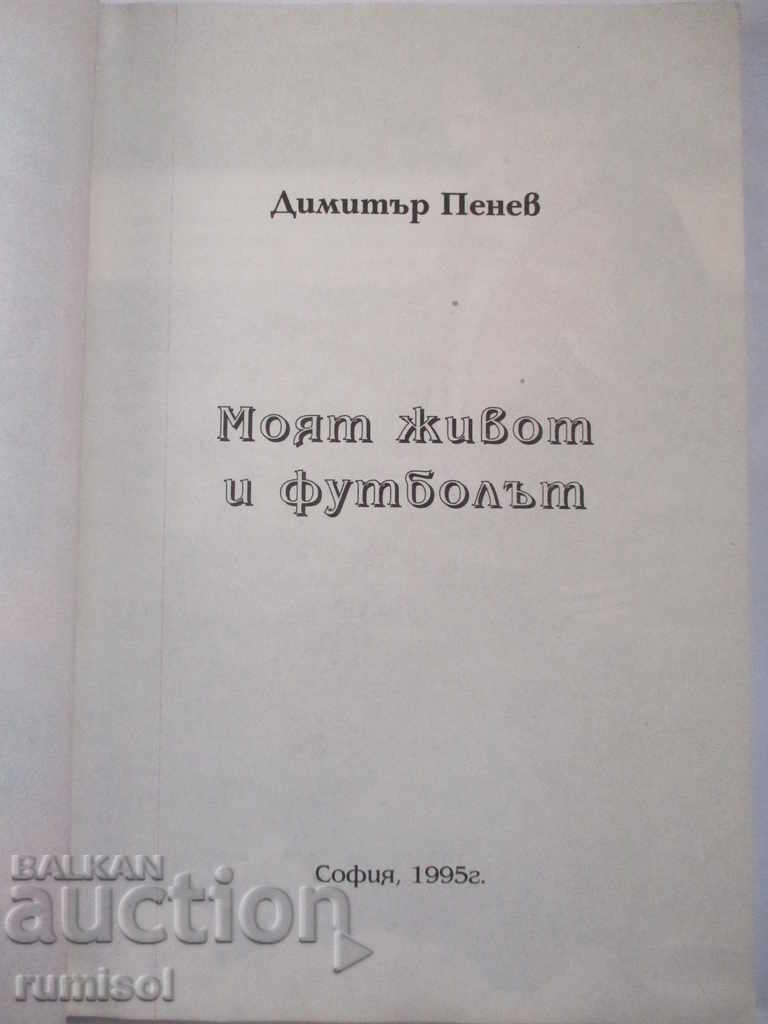 Димитър Пенев
Моят живот
и футболът
София, 1995г.
BALKAN
auction
rumisol